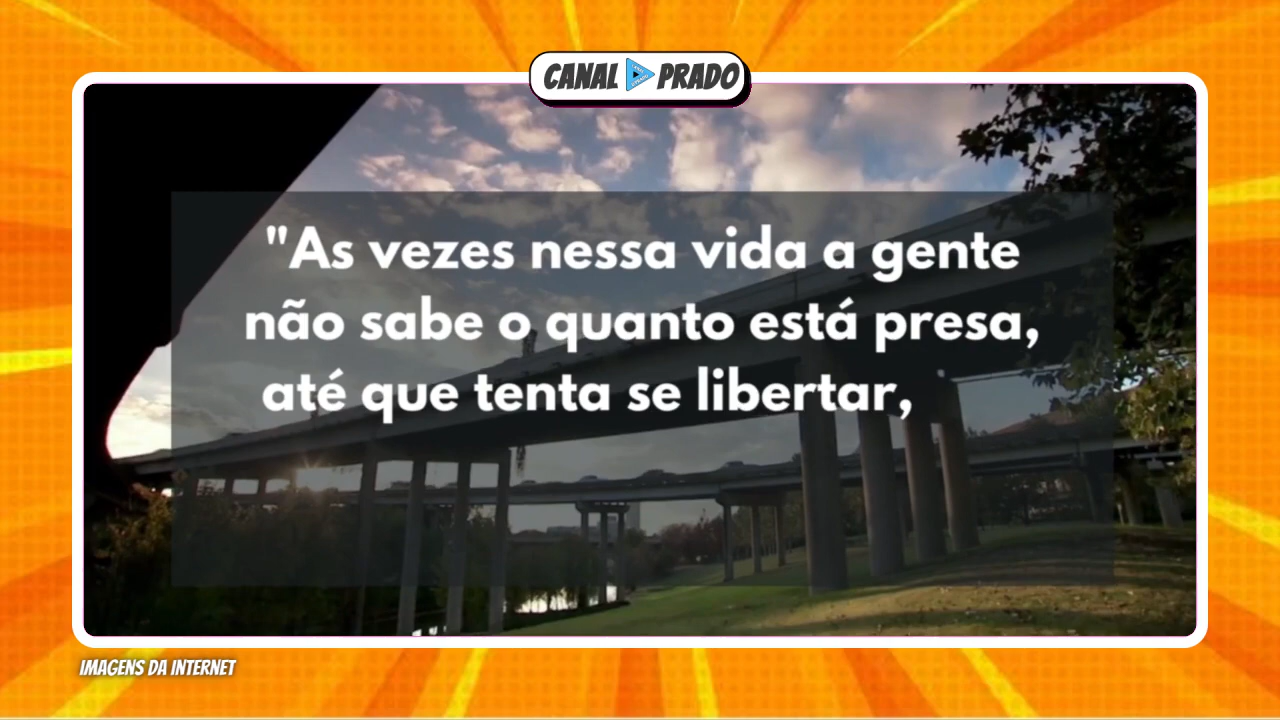 CANAL PRADO
"As vezes nessa vida a gente
não sabe o quanto está presa,
até que tenta se libertar,
IMAGENS DA INTERNET